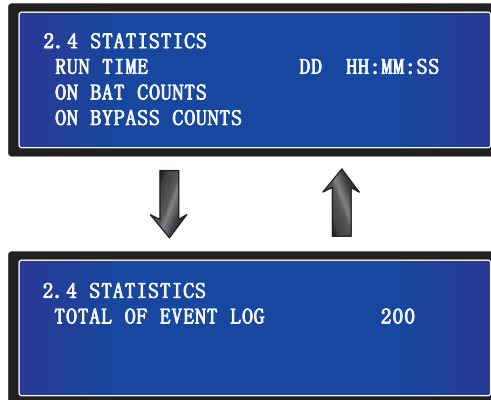 2.4 STATISTICS
RUN TIME DD HH:MM:SS
ON BAT COUNTS
ON BYPASS COUNTS
2.4 STATISTICS
TOTAL OF EVENT LOG 200